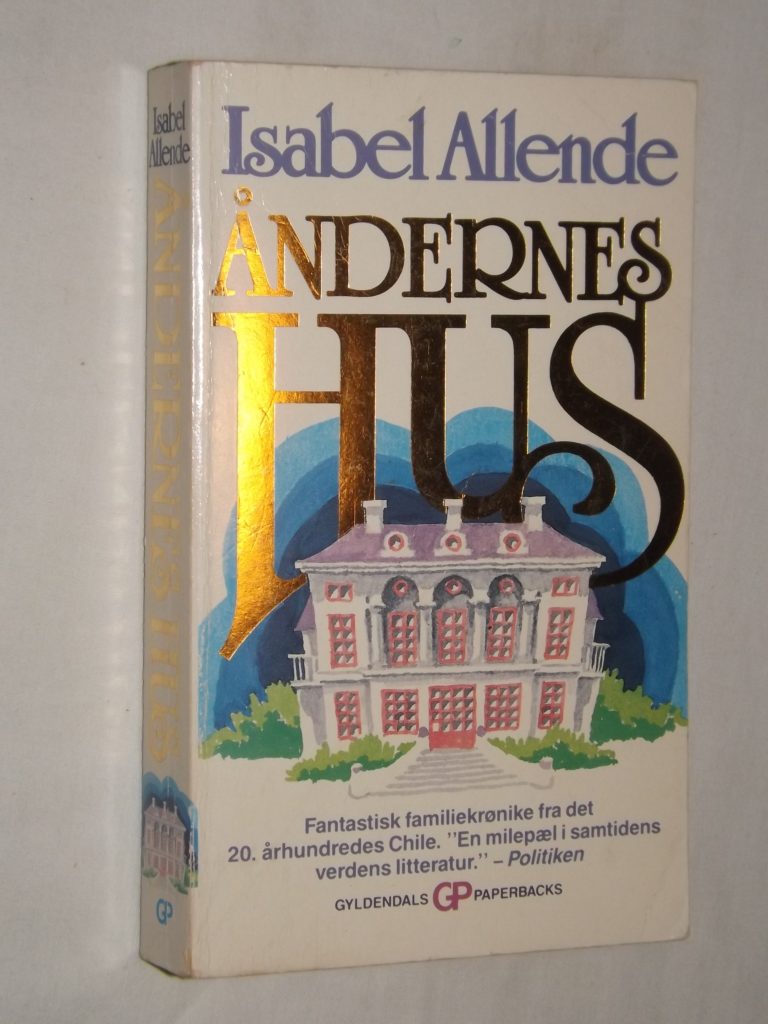 Isabel Allende
ÅNDERNES
HUS
Fantastisk familiekrønike fra det
20. århundredes Chile. "En milepæl i samtidens
verdens litteratur." – Politiken
GYLDENDALS GP PAPERBACKS
Isabel
Allende
ÅNDERNES HUS
GP